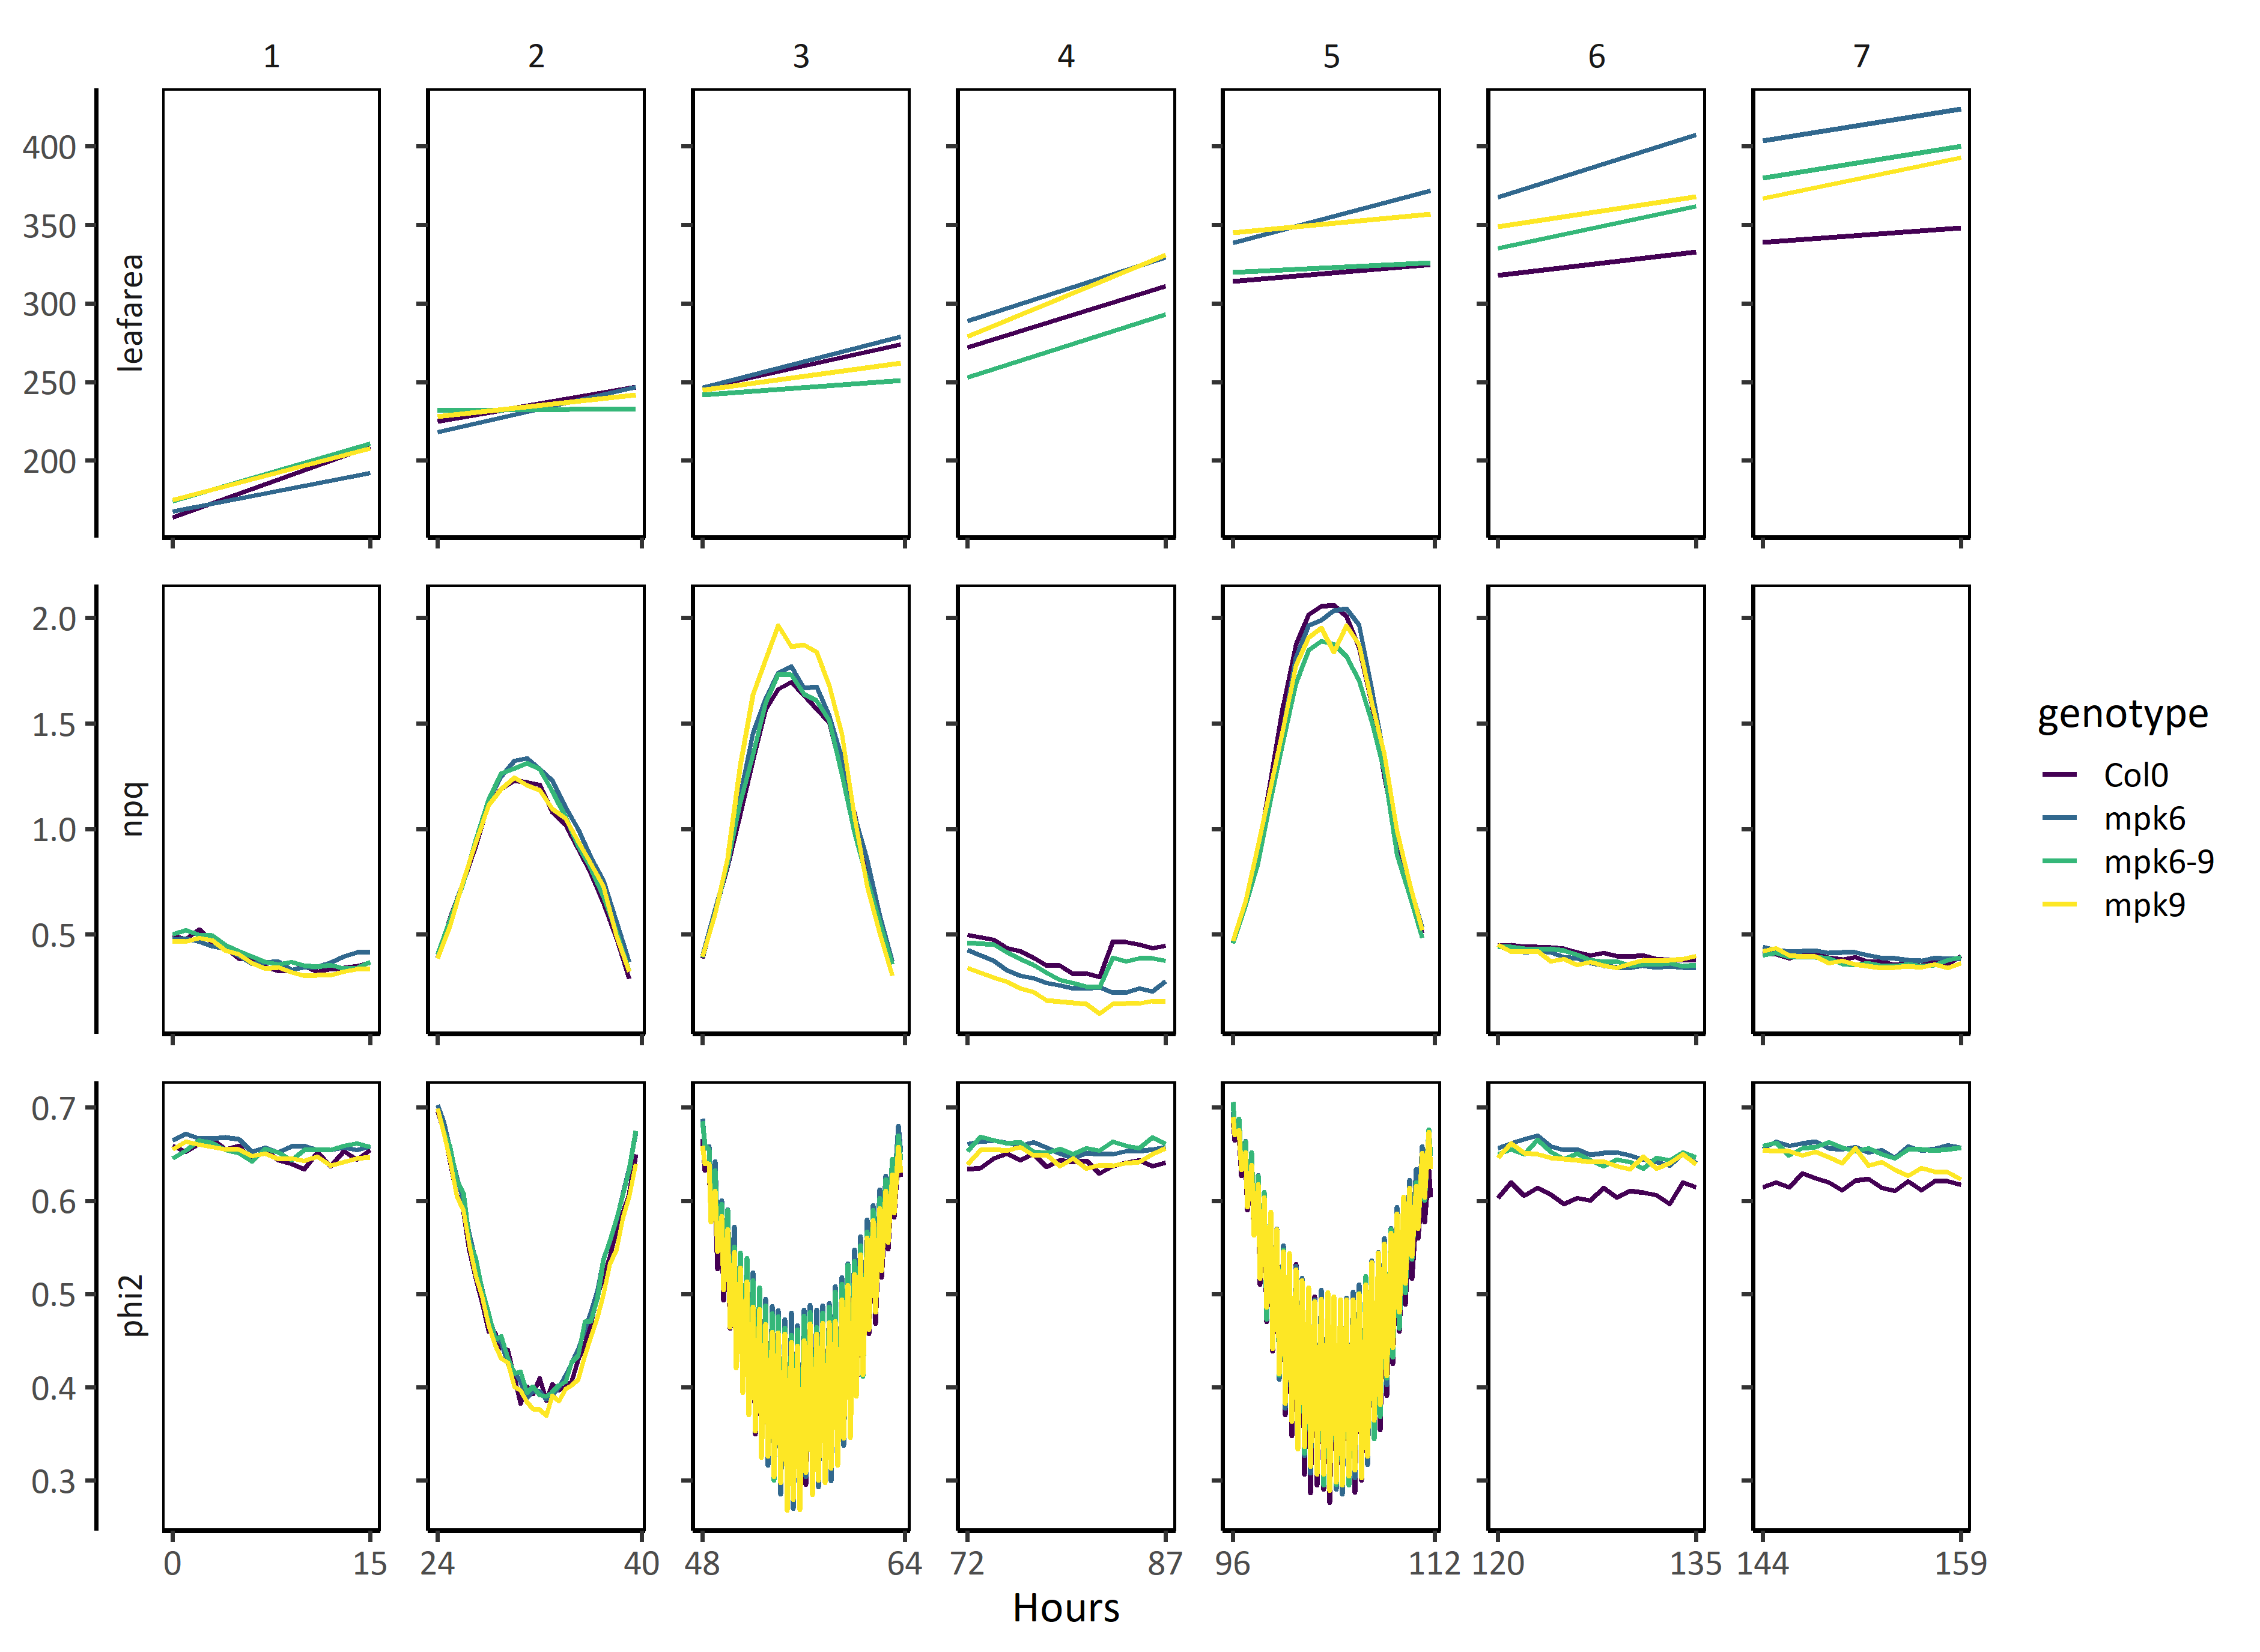 1 2 3 4 5 6 7
400
350
300
250
200
leafarea
2.0
1.5
1.0
0.5
npq
0.7
0.6
0.5
0.4
0.3
phi2
0 15 24 40 48 64 72 87 96 112 120 135 144 159
Hours
genotype
Col0
mpk6
mpk6-9
mpk9